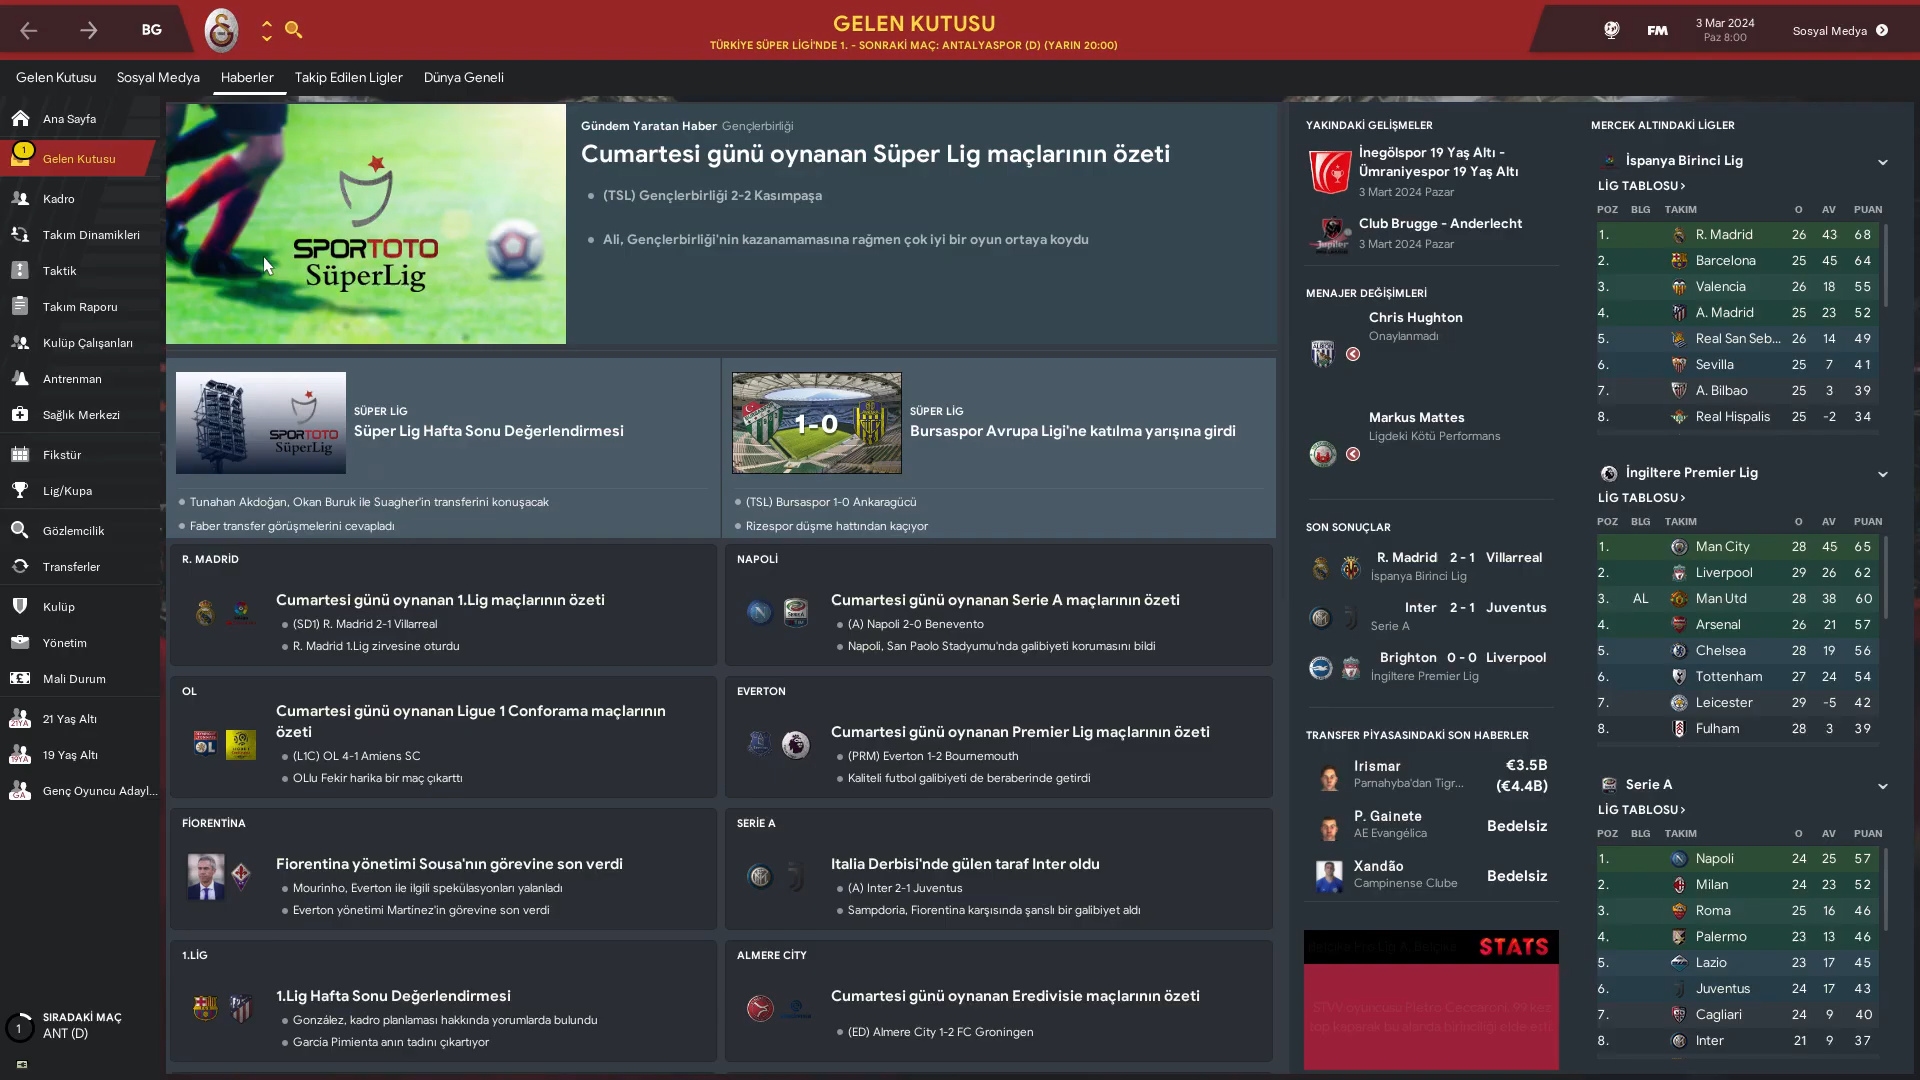 BG
GELEN KUTUSU
TÜRKİYE SÜPER LİGİ'NDE 1. - SONRAKİ MAÇ: ANTALYASPOR (D) (YARIN 20:00)
FM
3 Mar 2024
Paz 8:00
Sosyal Medya
Gelen Kutusu
Sosyal Medya
Haberler
Takip Edilen Ligler
Dünya Geneli
Ana Sayfa
1
Gelen Kutusu
Kadro
Takım Dinamikleri
Taktik
Takım Raporu
Kulüp Çalışanları
Antrenman
Sağlık Merkezi
Fikstür
Lig/Kupa
Gözlemcilik
Transferler
Kulüp
Yönetim
Mali Durum
21YA
21 Yaş Altı
19YA
19 Yaş Altı
GA
Genç Oyuncu Adayl...
1
SIRADAKİ MAÇ
ANT (D)
SPORTOTO
SüperLig
Gündem Yaratan Haber Gençlerbirliği
Cumartesi günü oynanan Süper Lig maçlarının özeti
(TSL) Gençlerbirliği 2-2 Kasımpaşa
Ali, Gençlerbirliği'nin kazanamamasına rağmen çok iyi bir oyun ortaya koydu
SPORTOTO
SüperLig
SÜPER LİG
Süper Lig Hafta Sonu Değerlendirmesi
Tunahan Akdoğan, Okan Buruk ile Suagher'in transferini konuşacak
Faber transfer görüşmelerini cevapladı
1-0
SÜPER LİG
Bursaspor Avrupa Ligi'ne katılma yarışına girdi
(TSL) Bursaspor 1-0 Ankaragücü
Rizespor düşme hattından kaçıyor
R. MADRİD
Cumartesi günü oynanan 1.Lig maçlarının özeti
(SD1) R. Madrid 2-1 Villarreal
R. Madrid 1.Lig zirvesine oturdu
NAPOLİ
Cumartesi günü oynanan Serie A maçlarının özeti
(A) Napoli 2-0 Benevento
Napoli, San Paolo Stadyumu'nda galibiyeti korumasını bildi
OL
Cumartesi günü oynanan Ligue 1 Conforama maçlarının
özeti
(L1C) OL 4-1 Amiens SC
OLlu Fekir harika bir maç çıkarttı
EVERTON
Cumartesi günü oynanan Premier Lig maçlarının özeti
(PRM) Everton 1-2 Bournemouth
Kaliteli futbol galibiyeti de beraberinde getirdi
FİORENTİNA
Fiorentina yönetimi Sousa'nın görevine son verdi
Mourinho, Everton ile ilgili spekülasyonları yalanladı
Everton yönetimi Martínez'in görevine son verdi
SERİE A
Italia Derbisi'nde gülen taraf Inter oldu
(A) Inter 2-1 Juventus
Sampdoria, Fiorentina karşısında şanslı bir galibiyet aldı
1.LİG
1.Lig Hafta Sonu Değerlendirmesi
González, kadro planlaması hakkında yorumlarda bulundu
García Pimienta anın tadını çıkartıyor
ALMERE CİTY
Cumartesi günü oynanan Eredivisie maçlarının özeti
(ED) Almere City 1-2 FC Groningen
YAKINDAKİ GELİŞMELER
İnegölspor 19 Yaş Altı -
Ümraniyespor 19 Yaş Altı
3 Mart 2024 Pazar
Club Brugge - Anderlecht
3 Mart 2024 Pazar
MENAJER DEĞİŞİMLERİ
Chris Hughton
Onaylanmadı
Markus Mattes
Ligdeki Kötü Performans
SON SONUÇLAR
R. Madrid 2 - 1 Villarreal
İspanya Birinci Lig
Inter 2 - 1 Juventus
Serie A
Brighton 0 - 0 Liverpool
İngiltere Premier Lig
TRANSFER PİYASASINDAKİ SON HABERLER
Irismar €3.5B
Parnahyba'dan Tigr... (€4.4B)
P. Gainete
AE Evangélica
Bedelsiz
Xandão
Campinense Clube
Bedelsiz
STATS
MERCEK ALTINDAKİ LİGLER
İspanya Birinci Lig
LİG TABLOSU>
POZ BLG TAKIM O AV PUAN
1. R. Madrid 26 43 68
2. Barcelona 25 45 64
3. Valencia 26 18 55
4. A. Madrid 25 23 52
5. Real San Seb... 26 14 49
6. Sevilla 25 7 41
7. A. Bilbao 25 3 39
8. Real Hispalis 25 -2 34
İngiltere Premier Lig
LİG TABLOSU>
POZ BLG TAKIM O AV PUAN
1. Man City 28 45 65
2. Liverpool 29 26 62
3. AL Man Utd 28 38 60
4. Arsenal 26 21 57
5. Chelsea 28 19 56
6. Tottenham 27 24 54
7. Leicester 29 -5 42
8. Fulham 28 3 39
Serie A
LİG TABLOSU>
POZ BLG TAKIM O AV PUAN
1. Napoli 24 25 57
2. Milan 24 23 52
3. Roma 25 16 46
4. Palermo 23 13 46
5. Lazio 23 17 45
6. Juventus 24 17 43
7. Cagliari 24 9 40
8. Inter 21 9 37